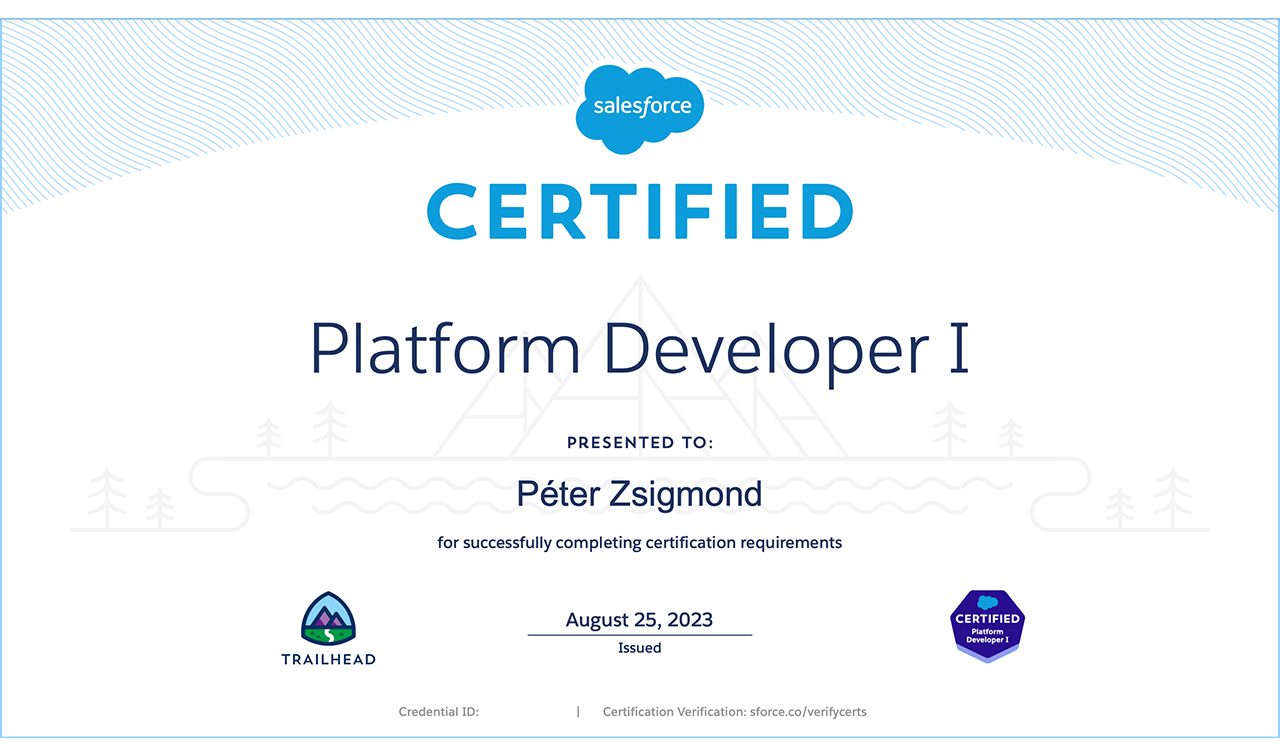 salesforce
CERTIFIED
Platform Developer I
PRESENTED TO:
Péter Zsigmond
for successfully completing certification requirements
August 25, 2023
Issued
TRAILHEAD
CERTIFIED
Platform
Developer I
Credential ID: | Certification Verification: sforce.co/verifycerts